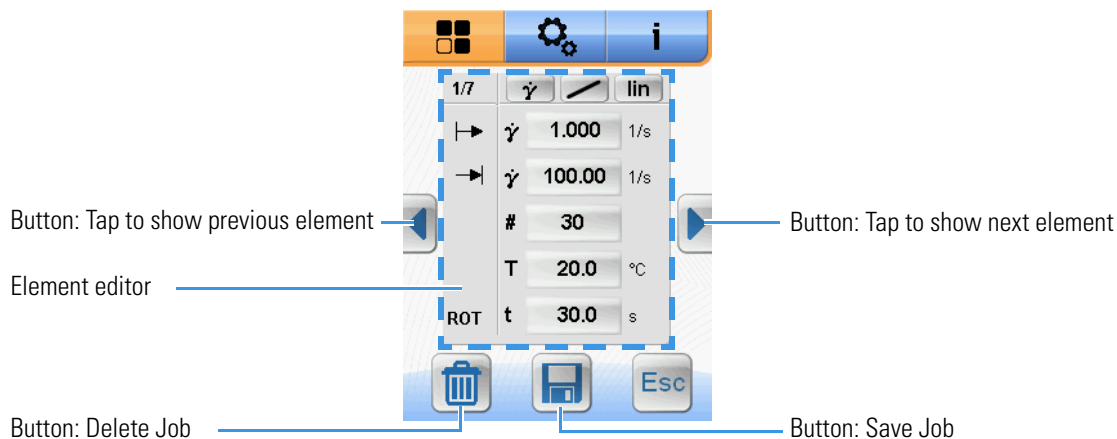 i
1/7 γ̇ lin
γ̇ 1.000 1/s
γ̇ 100.00 1/s
Button: Tap to show previous element
# 30
Button: Tap to show next element
T 20.0 °C
Element editor
ROT t 30.0 s
Esc
Button: Delete Job
Button: Save Job